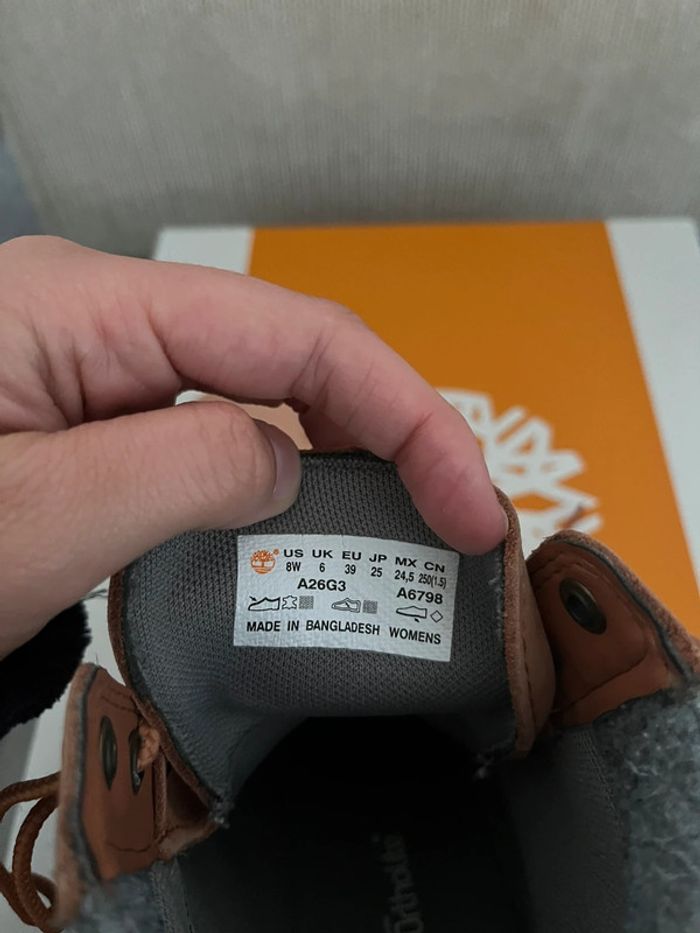 US UK EU JP MX CN
8W 6 39 25 24,5 250(1.5)
A26G3 A6798
MADE IN BANGLADESH WOMENS
OrthoLite